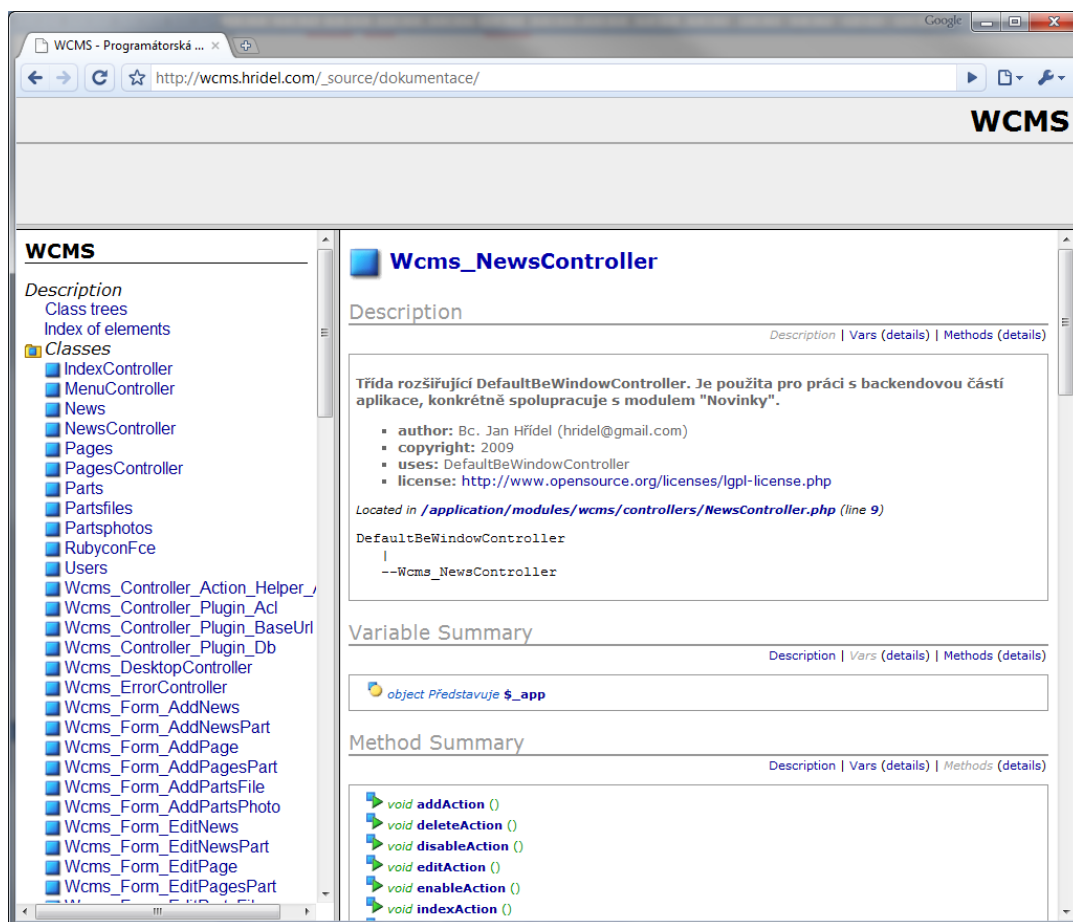 Google
WCMS - Programátorská ...
http://wcms.hridel.com/_source/dokumentace/
WCMS
WCMS
Description
Class trees
Index of elements
Classes
IndexController
MenuController
News
NewsController
Pages
PagesController
Parts
Partsfiles
Partsphotos
RubyconFce
Users
Wcms_Controller_Action_Helper_
Wcms_Controller_Plugin_Acl
Wcms_Controller_Plugin_BaseUrl
Wcms_Controller_Plugin_Db
Wcms_DesktopController
Wcms_ErrorController
Wcms_Form_AddNews
Wcms_Form_AddNewsPart
Wcms_Form_AddPage
Wcms_Form_AddPagesPart
Wcms_Form_AddPartsFile
Wcms_Form_AddPartsPhoto
Wcms_Form_EditNews
Wcms_Form_EditNewsPart
Wcms_Form_EditPage
Wcms_Form_EditPagesPart
Wcms_NewsController
Description
Description | Vars (details) | Methods (details)
Třída rozšiřující DefaultBeWindowController. Je použita pro práci s backendovou částí
aplikace, konkrétně spolupracuje s modulem "Novinky".
author: Bc. Jan Hřídel (hridel@gmail.com)
copyright: 2009
uses: DefaultBeWindowController
license: http://www.opensource.org/licenses/lgpl-license.php
Located in /application/modules/wcms/controllers/NewsController.php (line 9)
DefaultBeWindowController
|
--Wcms_NewsController
Variable Summary
Description | Vars (details) | Methods (details)
object Představuje $_app
Method Summary
Description | Vars (details) | Methods (details)
void addAction ()
void deleteAction ()
void disableAction ()
void editAction ()
void enableAction ()
void indexAction ()